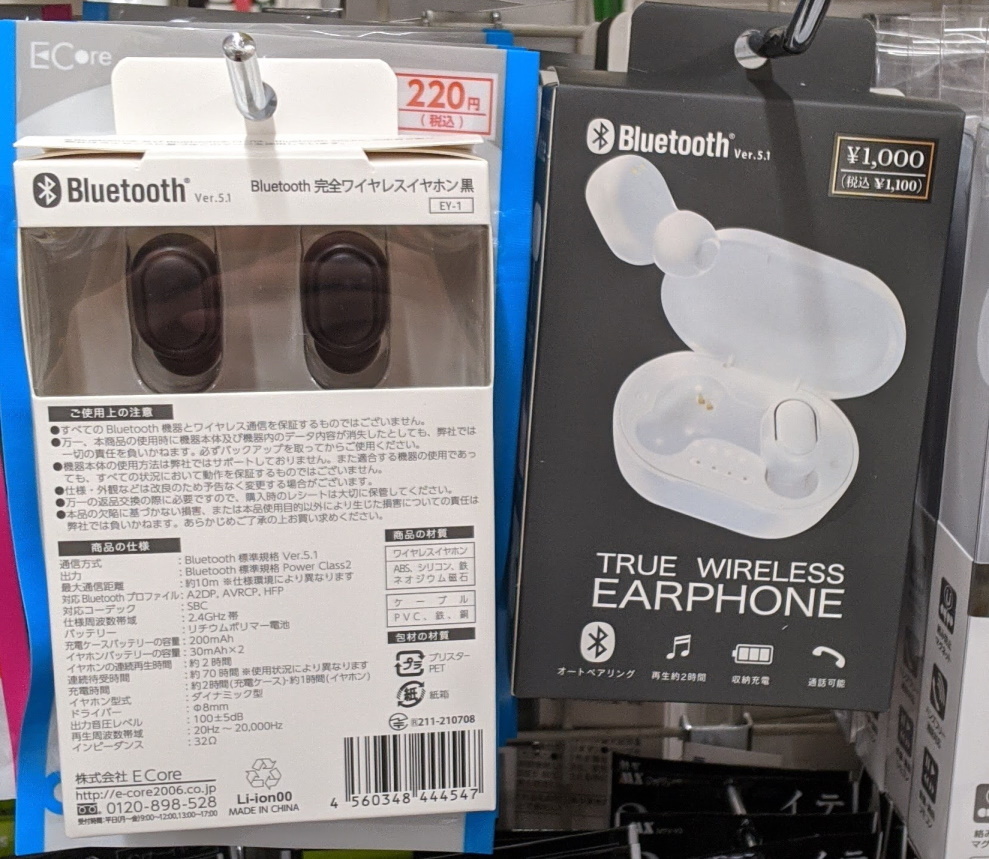 ECore
220円
(税込)
Bluetooth® Ver.5.1
Bluetooth 完全ワイヤレスイヤホン黒
EY-1
ご使用上の注意
●すべての Bluetooth 機器とワイヤレス通信を保証するものではございません。
●万一、本商品の使用時に機器本体及び機器内のデータ内容が消失したとしても、弊社では
一切の責任を負いかねます。必ずバックアップを取ってからご使用ください。
●機器本体の使用方法は弊社ではサポートしておりません。また適合する機器の使用であっ
ても、すべての状況において動作を保証するものではございません。
●仕様・外観などは改良のため予告なく変更する場合がございます。
●万一の返品交換の際に必要ですので、購入時のレシートは大切に保管してください。
●本品の欠陥に基づかない損害、または本品使用目的以外により生じた損害についての責任は
弊社では負いかねます。あらかじめご了承の上お買い求めください。
商品の仕様
通信方式 : Bluetooth 標準規格 Ver.5.1
出力 : Bluetooth 標準規格 Power Class2
最大通信距離 : 約10m ※仕様環境により異なります
対応 Bluetooth プロファイル : A2DP, AVRCP, HFP
対応コーデック : SBC
仕様周波数帯域 : 2.4GHz 帯
バッテリー : リチウムポリマー電池
充電ケースバッテリーの容量 : 200mAh
イヤホンバッテリーの容量 : 30mAh×2
イヤホンの連続再生時間 : 約2時間
連続待受時間 : 約70時間 ※使用状況により異なります
充電時間 : 約2時間(充電ケース)・約1時間(イヤホン)
イヤホン型式 : ダイナミック型
ドライバー : Φ8mm
出力音圧レベル : 100±5dB
再生周波数帯域 : 20Hz～20,000Hz
インピーダンス : 32Ω
商品の材質
ワイヤレスイヤホン
ABS、シリコン、鉄
ネオジウム磁石
ケーブル
PVC、鉄、銅
包材の材質
プラ
ブリスター
PET
紙
紙箱
211-210708
株式会社 ECore
http://e-core2006.co.jp
0120-898-528
受付時間:平日(月～金)9:00～12:00,13:00～17:00
Li-ion00
MADE IN CHINA
4 560348 444547
Bluetooth® Ver.5.1
¥1,000
(税込 ¥1,100)
TRUE WIRELESS
EARPHONE
オートペアリング
再生約2時間
収納充電
通話可能
イテ